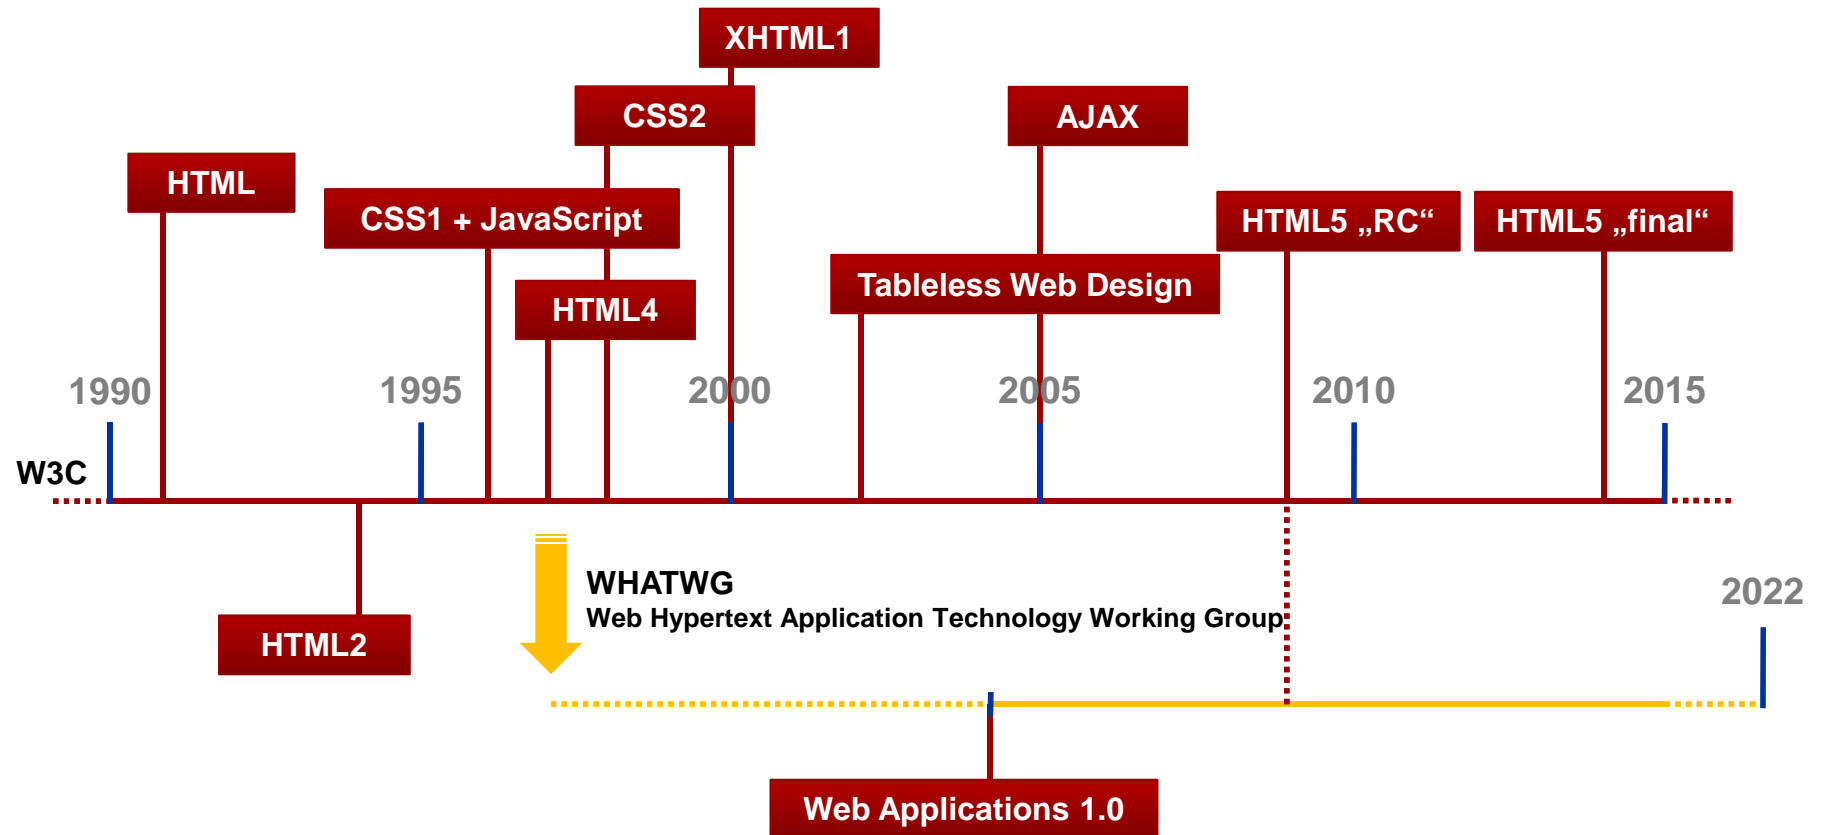 XHTML1
CSS2
AJAX
HTML
CSS1 + JavaScript
HTML5 „RC“
HTML5 „final“
Tableless Web Design
HTML4
1990
1995
2000
2005
2010
2015
W3C
WHATWG
Web Hypertext Application Technology Working Group
2022
HTML2
Web Applications 1.0